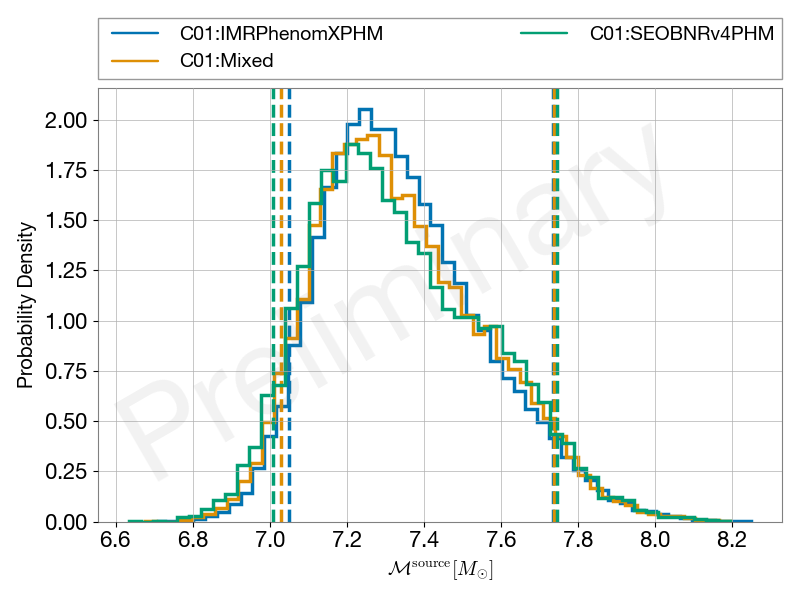 C01:IMRPhenomXPHM
C01:SEOBNRv4PHM
C01:Mixed
Preliminary
Probability Density
2.00
1.75
1.50
1.25
1.00
0.75
0.50
0.25
0.00
6.6 6.8 7.0 7.2 7.4 7.6 7.8 8.0 8.2
ℳ^source [M_⊙]